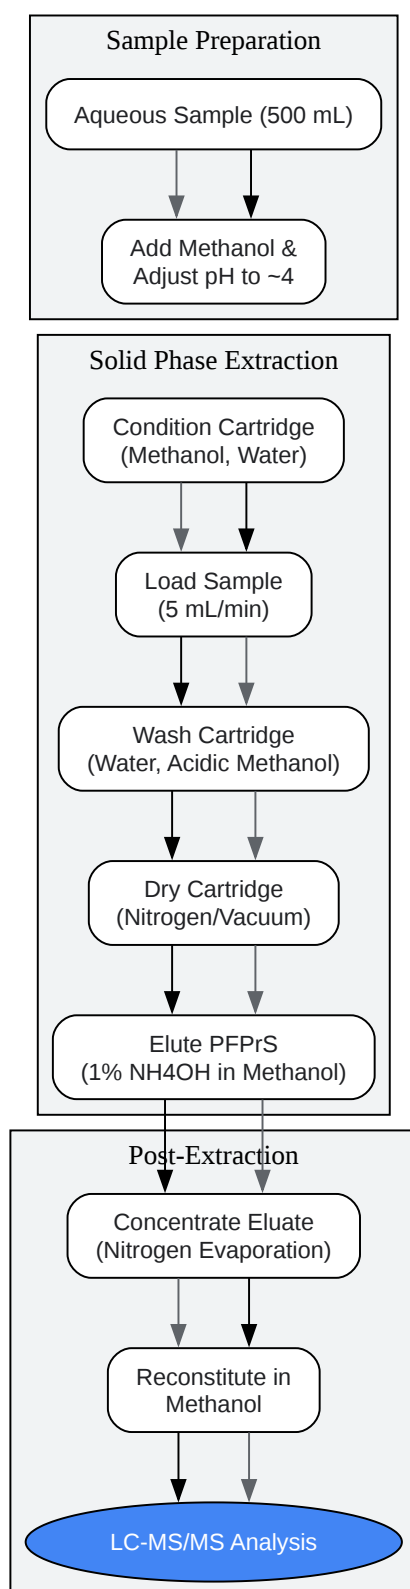 Sample Preparation
Aqueous Sample (500 mL)
Add Methanol &
Adjust pH to ~4
Solid Phase Extraction
Condition Cartridge
(Methanol, Water)
Load Sample
(5 mL/min)
Wash Cartridge
(Water, Acidic Methanol)
Dry Cartridge
(Nitrogen/Vacuum)
Elute PFPrS
(1% NH4OH in Methanol)
Post-Extraction
Concentrate Eluate
(Nitrogen Evaporation)
Reconstitute in
Methanol
LC-MS/MS Analysis